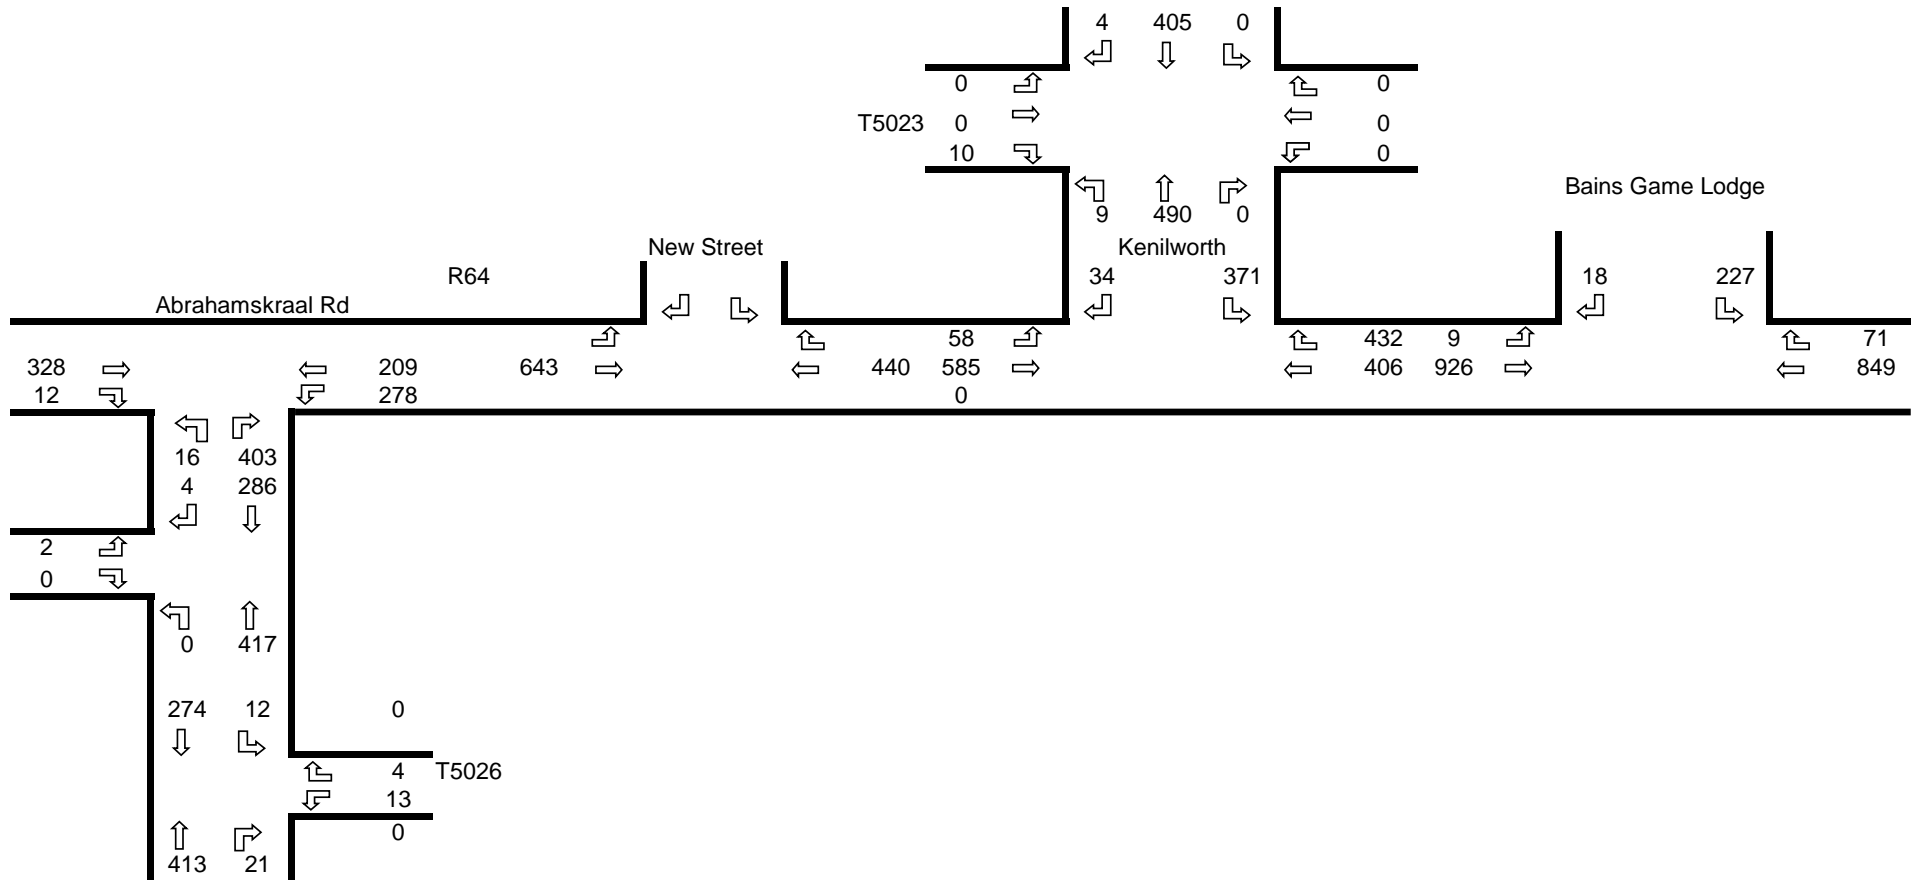 4 405 0
0 0
T5023 0 0
10 0
Bains Game Lodge
9 490 0
New Street Kenilworth
R64 34 371 18 227
Abrahamskraal Rd
58 432 9 71
328 209 643 440 585 406 926 849
12 278 0
16 403
4 286
2
0
0 417
274 12 0
4 T5026
13
0
413 21